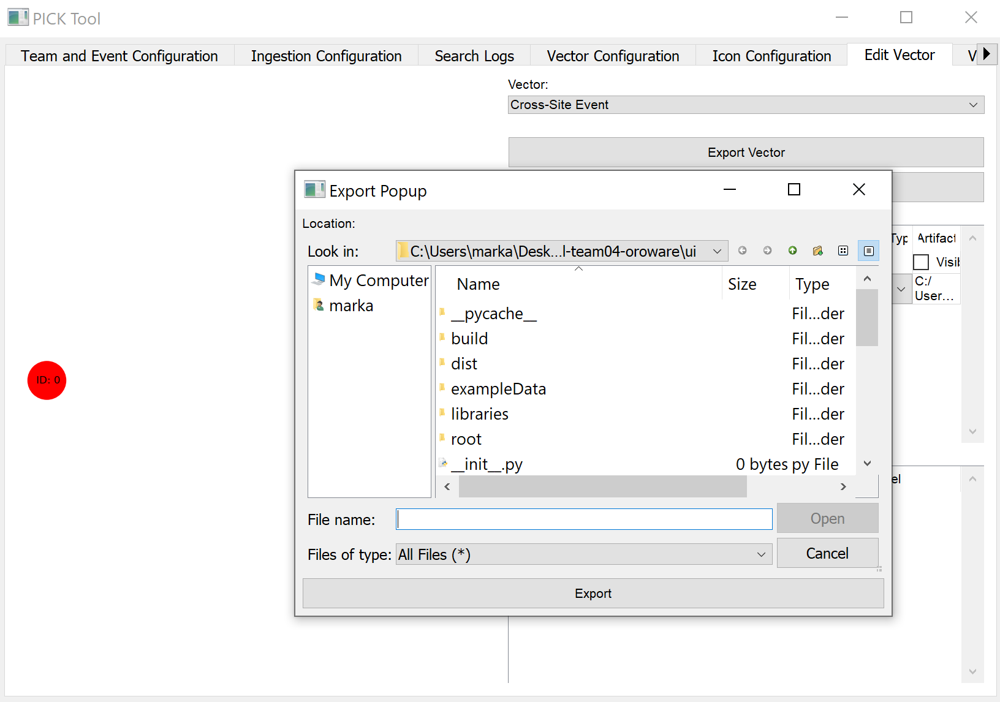 PICK Tool
Team and Event Configuration
Ingestion Configuration
Search Logs
Vector Configuration
Icon Configuration
Edit Vector
V
Vector:
Cross-Site Event
Export Vector
Export Popup
Location:
Look in:
C:\Users\marka\Desk...l-team04-oroware\ui
My Computer
marka
Name
Size
Type
__pycache__
Fil...der
build
Fil...der
dist
Fil...der
exampleData
Fil...der
libraries
Fil...der
root
Fil...der
__init__.py
0 bytes
py File
File name:
Open
Files of type:
All Files (*)
Cancel
Export
Typ
Artifact
Visib
C:/
User...
el
ID: 0